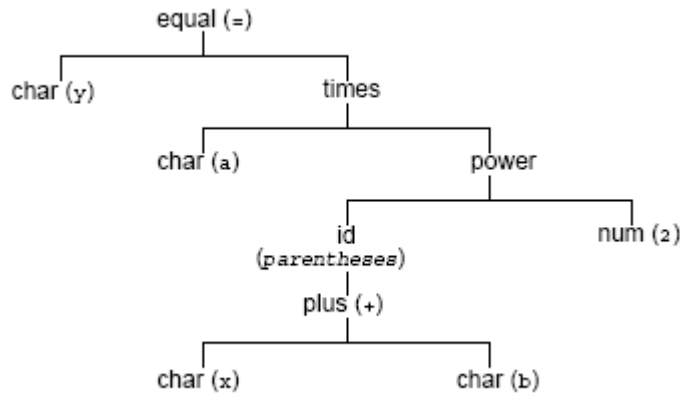 equal (=)
char (y) times
char (a) power
id num (2)
(parentheses)
plus (+)
char (x) char (b)